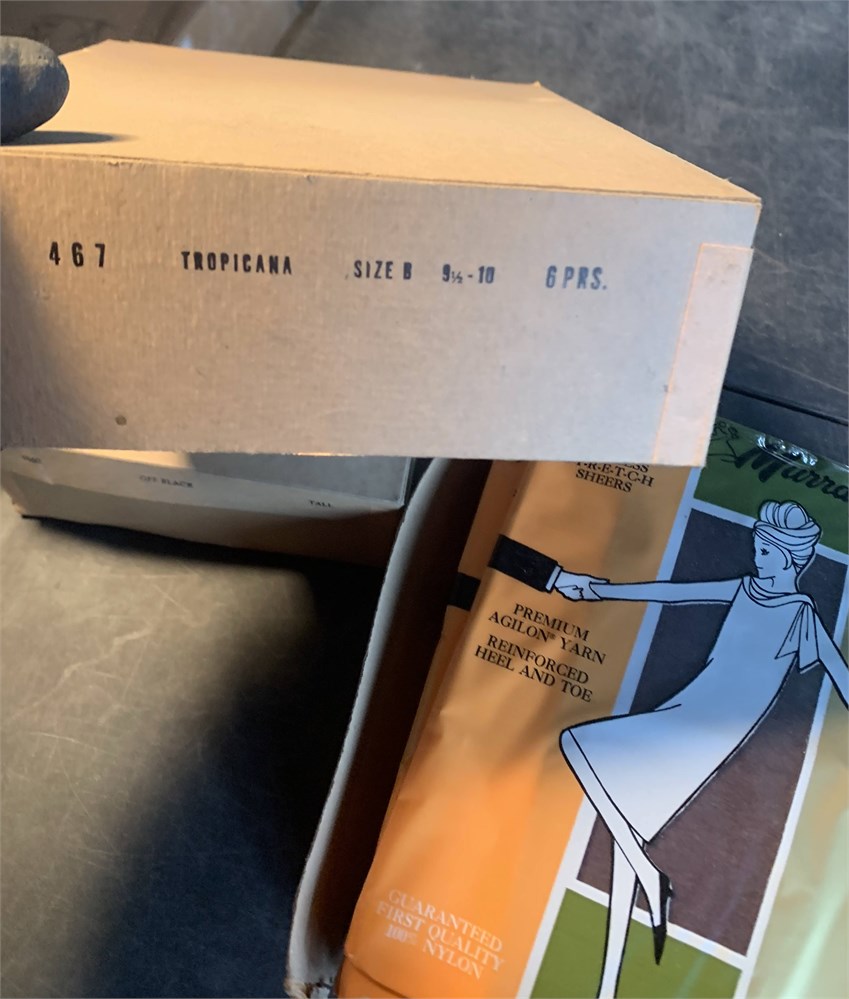 467 TROPICANA SIZE B 9½-10 6 PRS.
OFF BLACK
TALL
S-T-R-E-T-C-H
SHEERS
PREMIUM
AGILON® YARN
REINFORCED
HEEL AND TOE
GUARANTEED
FIRST QUALITY
100% NYLON